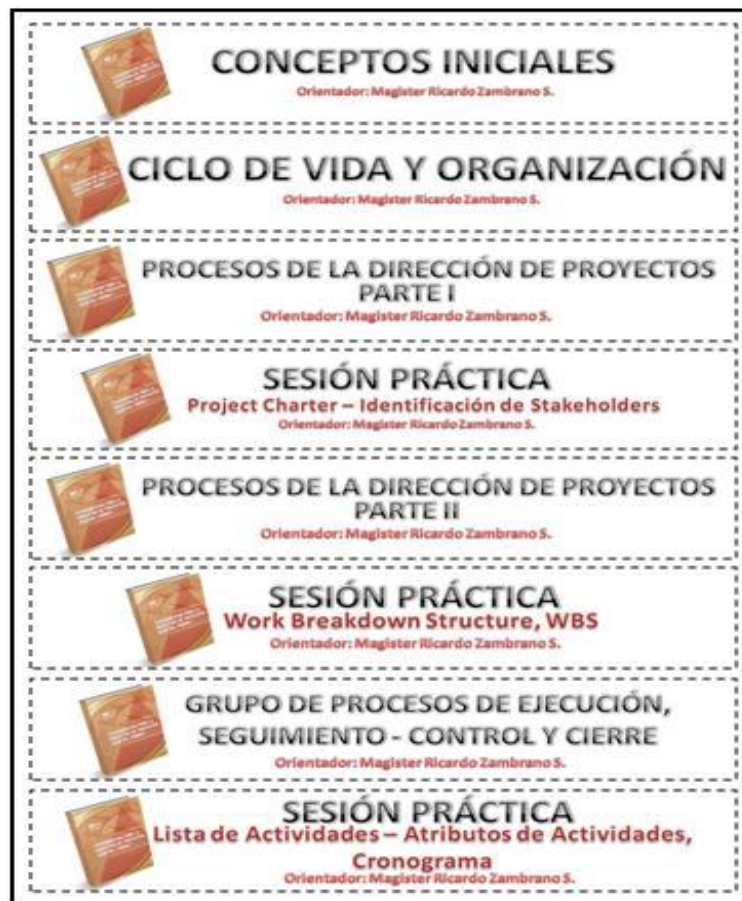 CONCEPTOS INICIALES
Orientador: Magister Ricardo Zambrano S.
CICLO DE VIDA Y ORGANIZACIÓN
Orientador: Magister Ricardo Zambrano S.
PROCESOS DE LA DIRECCIÓN DE PROYECTOS
PARTE I
Orientador: Magister Ricardo Zambrano S.
SESIÓN PRÁCTICA
Project Charter – Identificación de Stakeholders
Orientador: Magister Ricardo Zambrano S.
PROCESOS DE LA DIRECCIÓN DE PROYECTOS
PARTE II
Orientador: Magister Ricardo Zambrano S.
SESIÓN PRÁCTICA
Work Breakdown Structure, WBS
Orientador: Magister Ricardo Zambrano S.
GRUPO DE PROCESOS DE EJECUCIÓN,
SEGUIMIENTO - CONTROL Y CIERRE
Orientador: Magister Ricardo Zambrano S.
SESIÓN PRÁCTICA
Lista de Actividades – Atributos de Actividades,
Cronograma
Orientador: Magister Ricardo Zambrano S.